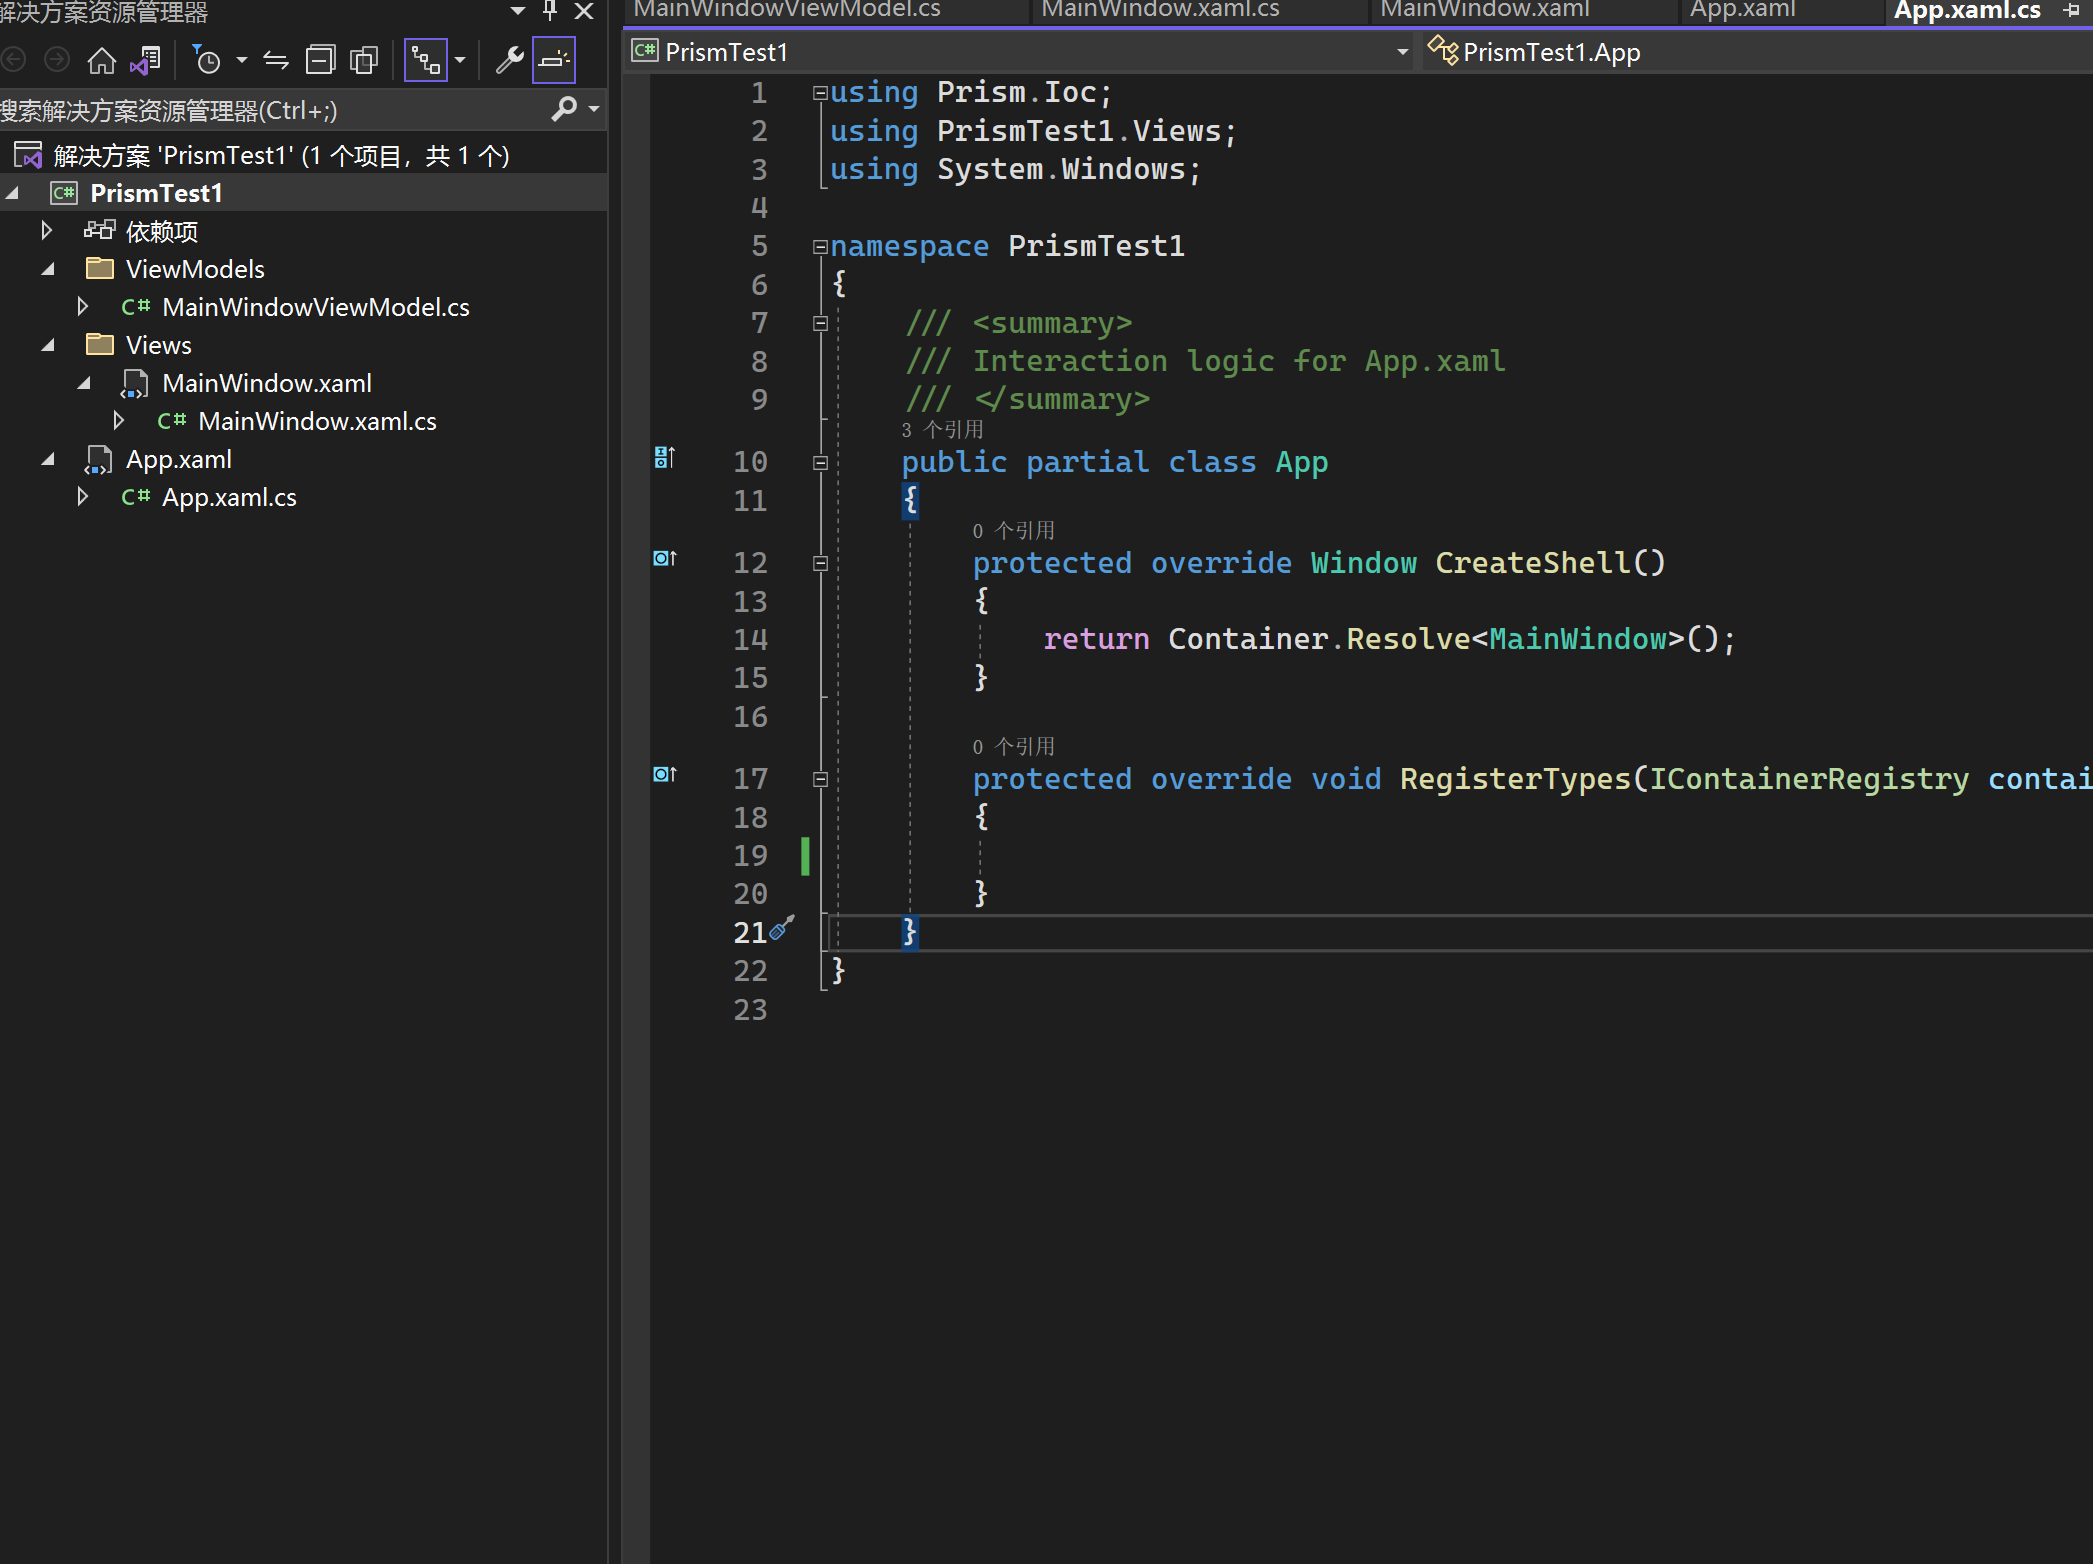 解决方案资源管理器
搜索解决方案资源管理器(Ctrl+;)
解决方案 'PrismTest1' (1 个项目，共 1 个)
PrismTest1
依赖项
ViewModels
MainWindowViewModel.cs
Views
MainWindow.xaml
MainWindow.xaml.cs
App.xaml
App.xaml.cs
MainWindowViewModel.cs MainWindow.xaml.cs MainWindow.xaml App.xaml App.xaml.cs
C# PrismTest1 PrismTest1.App
1 using Prism.Ioc;
2 using PrismTest1.Views;
3 using System.Windows;
4
5 namespace PrismTest1
6 {
7 /// <summary>
8 /// Interaction logic for App.xaml
9 /// </summary>
3 个引用
10 public partial class App
11 {
0 个引用
12 protected override Window CreateShell()
13 {
14 return Container.Resolve<MainWindow>();
15 }
16
0 个引用
17 protected override void RegisterTypes(IContainerRegistry contai
18 {
19
20 }
21 }
22 }
23